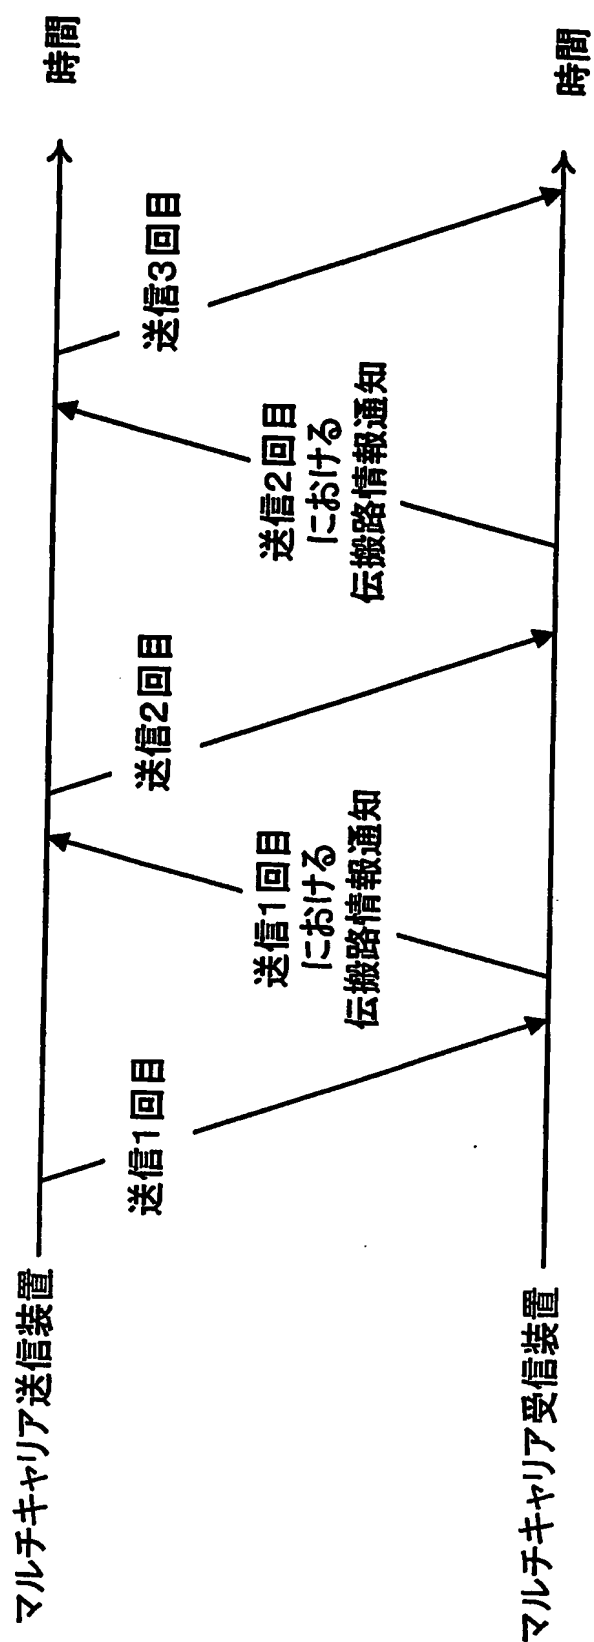 マルチキャリア送信装置
時間
送信1回目
送信1回目
における
伝搬路情報通知
送信2回目
送信2回目
における
伝搬路情報通知
送信3回目
マルチキャリア受信装置
時間